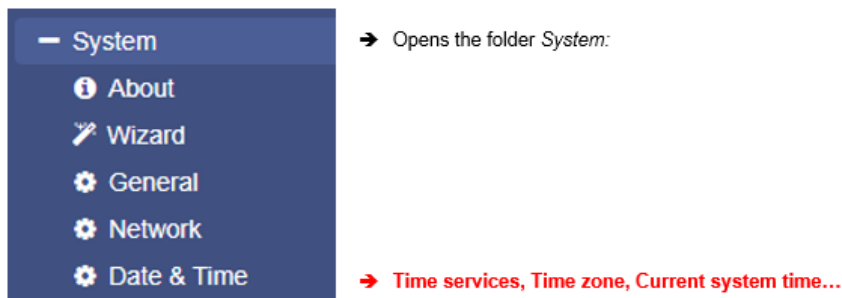 System
➔ Opens the folder System:
About
Wizard
General
Network
Date & Time
➔ Time services, Time zone, Current system time…